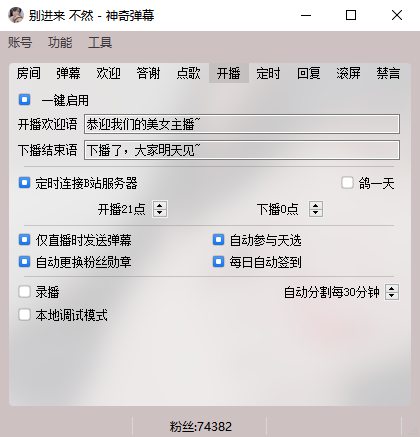 别进来 不然 - 神奇弹幕
账号 功能 工具
房间 弹幕 欢迎 答谢 点歌 开播 定时 回复 滚屏 禁言
一键启用
开播欢迎语 恭迎我们的美女主播~
下播结束语 下播了，大家明天见~
定时连接B站服务器 鸽一天
开播21点 下播0点
仅直播时发送弹幕 自动参与天选
自动更换粉丝勋章 每日自动签到
录播 自动分割每30分钟
本地调试模式
粉丝:74382